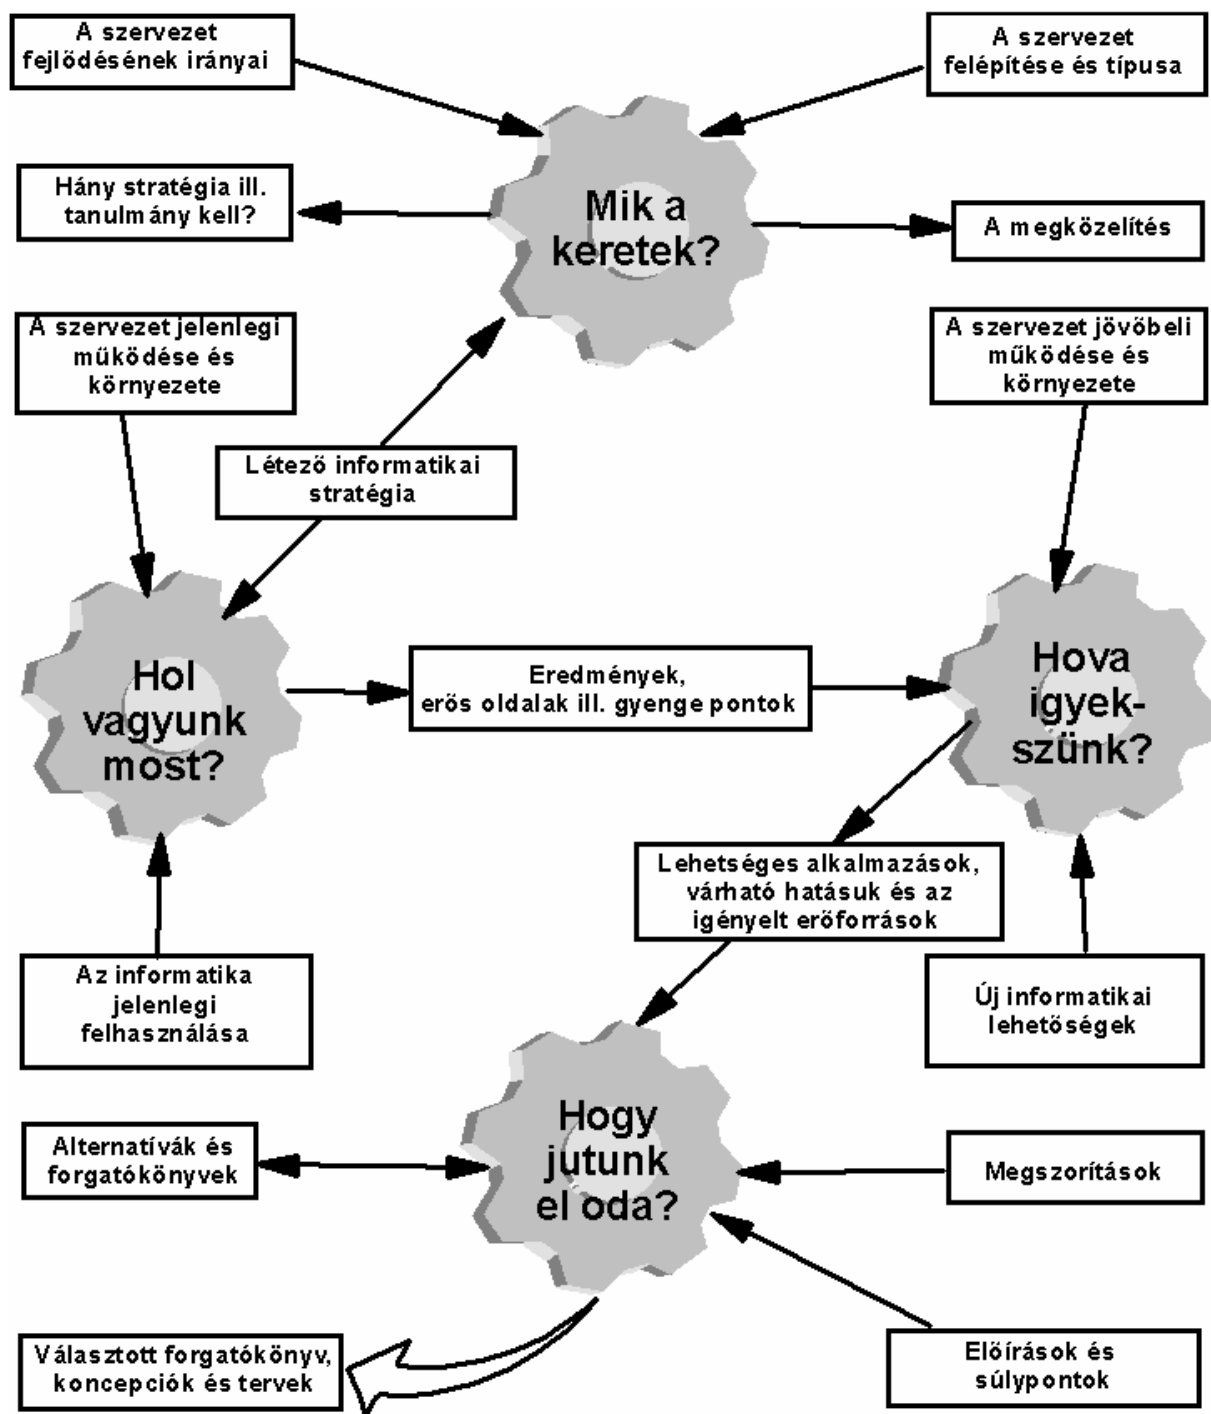 A szervezet
fejlődésének irányai
A szervezet
felépítése és típusa
Hány stratégia ill.
tanulmány kell?
Mik a
keretek?
A megközelítés
A szervezet jelenlegi
működése és
környezete
A szervezet jövőbeli
működése és
környezete
Létező informatikai
stratégia
Hol
vagyunk
most?
Eredmények,
erős oldalak ill. gyenge pontok
Hova
igyek-
szünk?
Lehetséges alkalmazások,
várható hatásuk és az
igényelt erőforrások
Az informatika
jelenlegi
felhasználása
Új informatikai
lehetőségek
Hogy
jutunk
el oda?
Alternatívák és
forgatókönyvek
Megszorítások
Választott forgatókönyv,
koncepciók és tervek
Előírások és
súlypontok